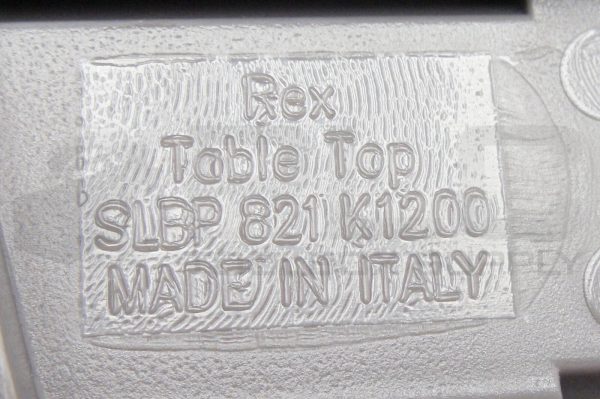 Rex
Table Top
SLBP 821 K1200
MADE IN ITALY